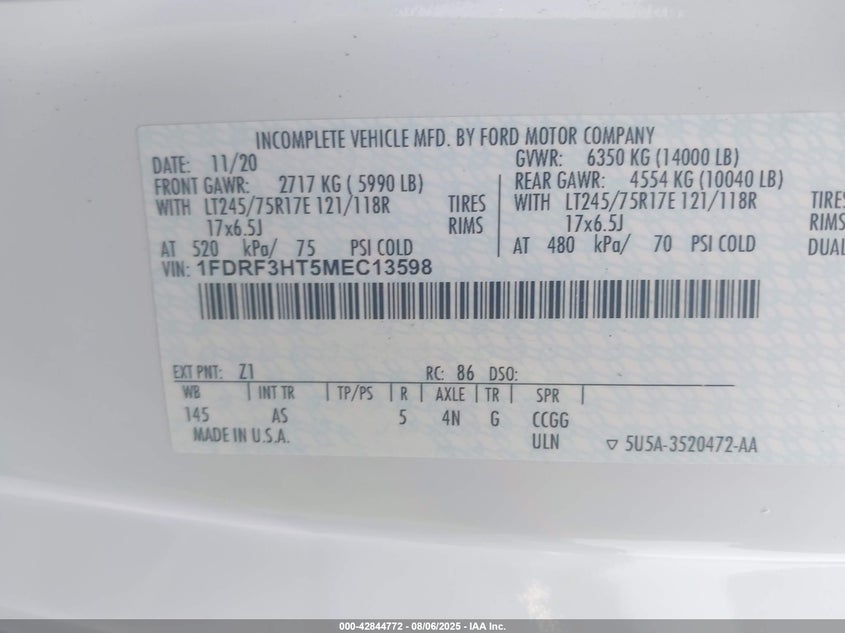 INCOMPLETE VEHICLE MFD. BY FORD MOTOR COMPANY
DATE: 11/20 GVWR: 6350 KG (14000 LB)
FRONT GAWR: 2717 KG ( 5990 LB) REAR GAWR: 4554 KG (10040 LB)
WITH LT245/75R17E 121/118R TIRES WITH LT245/75R17E 121/118R TIRES
17x6.5J RIMS 17x6.5J RIMS
AT 520 kPa/ 75 PSI COLD AT 480 kPa/ 70 PSI COLD DUAL
VIN: 1FDRF3HT5MEC13598
EXT PNT: Z1 RC: 86 DSO:
WB INT TR TP/PS R AXLE TR SPR
145 AS 5 4N G CCGG
MADE IN U.S.A. ULN ▽ 5U5A-3520472-AA
000-42844772 - 08/06/2025 - IAA Inc.